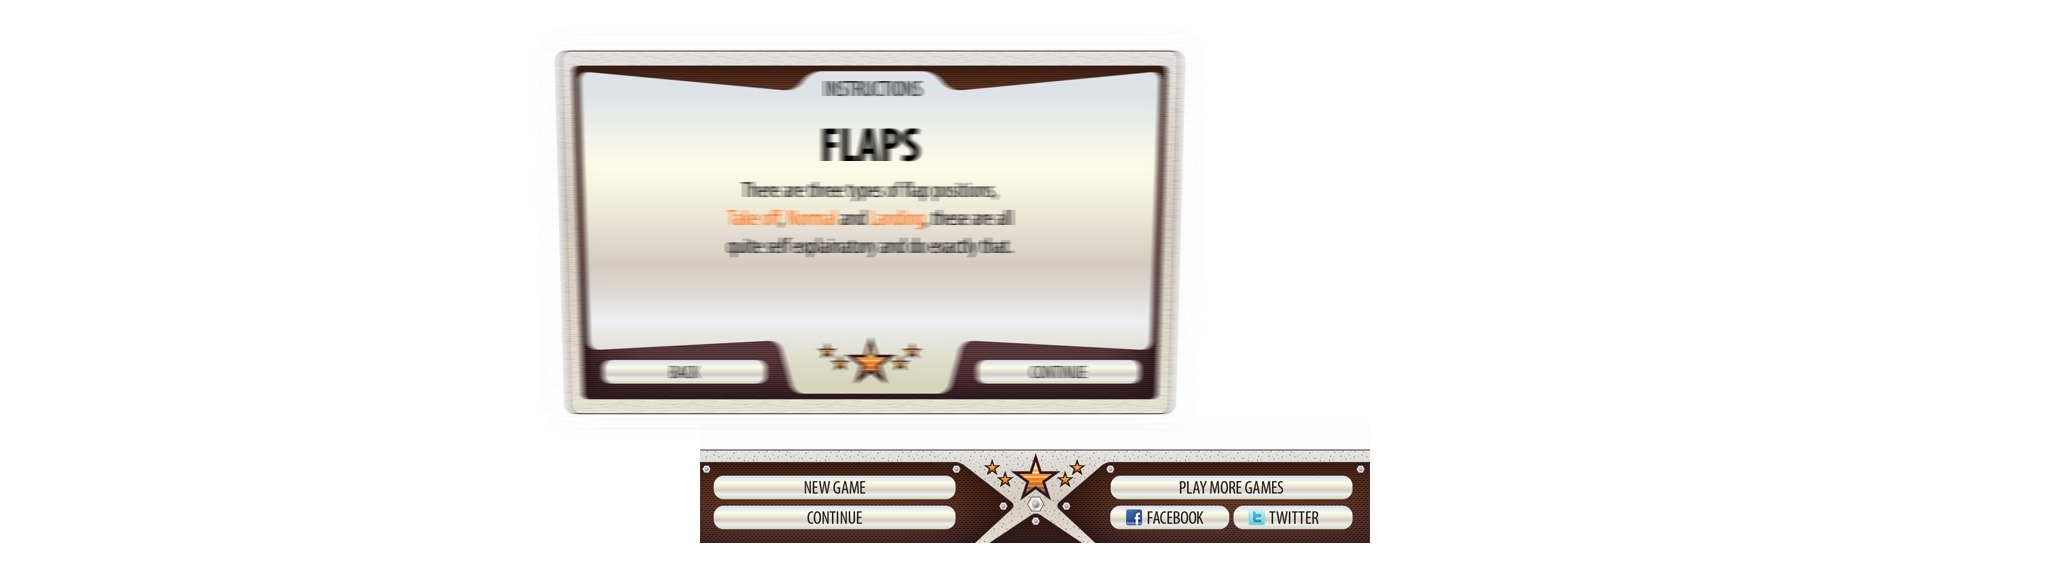 INSTRUCTIONS
FLAPS
There are three types of flap positions,
Take off, Normal and Landing, these are all
quite self explainatory and do exactly that.
BACK
CONTINUE
NEW GAME
PLAY MORE GAMES
CONTINUE
FACEBOOK
TWITTER